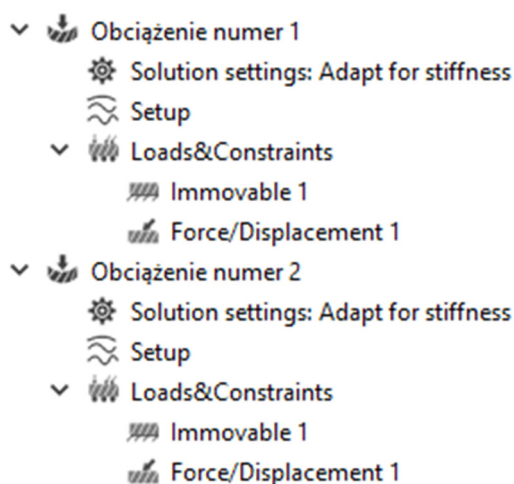 Obciążenie numer 1
Solution settings: Adapt for stiffness
Setup
Loads&Constraints
Immovable 1
Force/Displacement 1
Obciążenie numer 2
Solution settings: Adapt for stiffness
Setup
Loads&Constraints
Immovable 1
Force/Displacement 1